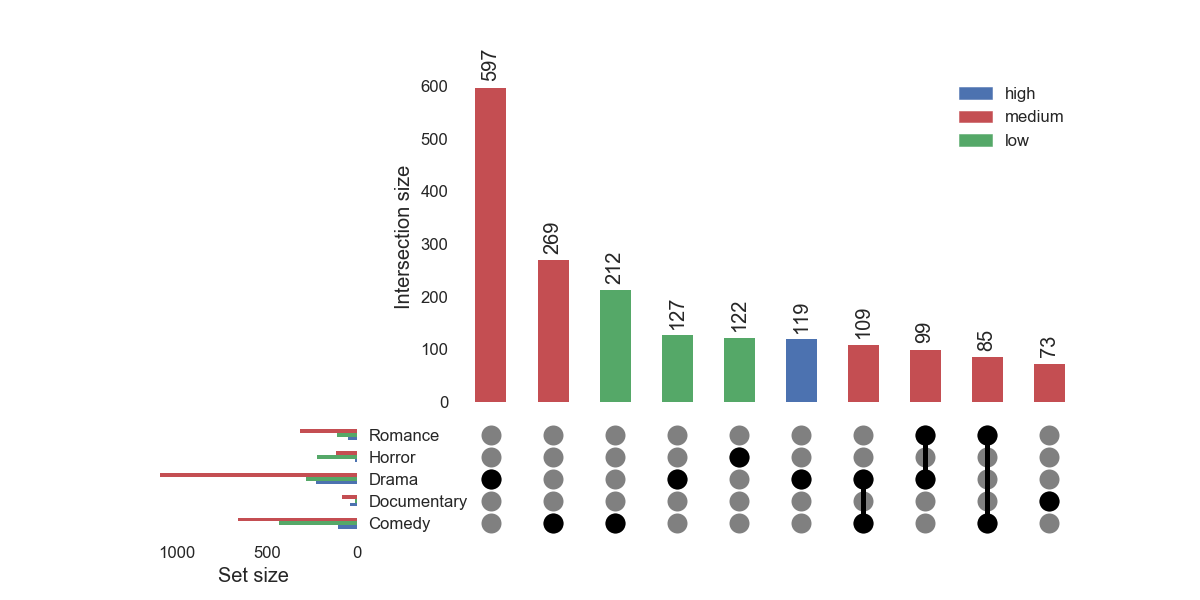 597
269
212
127
122
119
109
99
85
73
600
500
400
300
200
100
0
Intersection size
high
medium
low
Romance
Horror
Drama
Documentary
Comedy
1000 500 0
Set size